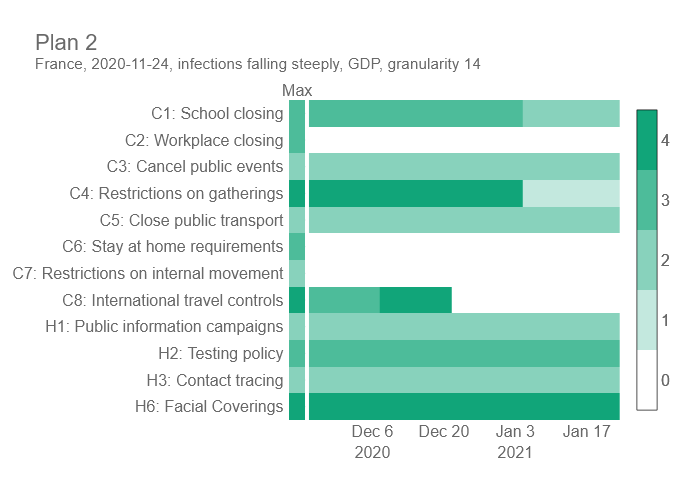 Plan 2
France, 2020-11-24, infections falling steeply, GDP, granularity 14
Max
C1: School closing
C2: Workplace closing
C3: Cancel public events
C4: Restrictions on gatherings
C5: Close public transport
C6: Stay at home requirements
C7: Restrictions on internal movement
C8: International travel controls
H1: Public information campaigns
H2: Testing policy
H3: Contact tracing
H6: Facial Coverings
Dec 6 Dec 20 Jan 3 Jan 17
2020 2021
4
3
2
1
0